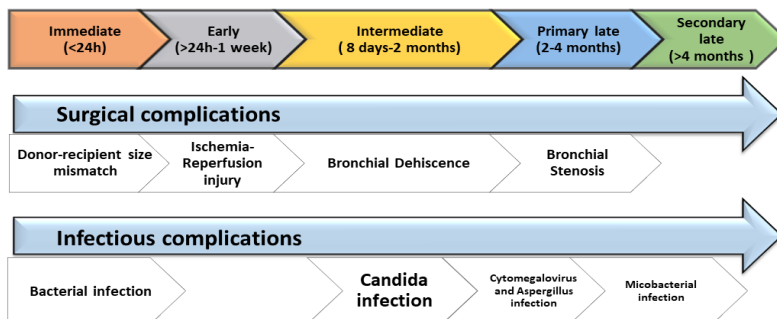 Immediate
(<24h)
Early
(>24h-1 week)
Intermediate
( 8 days-2 months)
Primary late
(2-4 months)
Secondary
late
(>4 months )
Surgical complications
Donor-recipient size
mismatch
Ischemia-
Reperfusion
injury
Bronchial Dehiscence
Bronchial
Stenosis
Infectious complications
Bacterial infection
Candida
infection
Cytomegalovirus
and Aspergillus
infection
Micobacterial
infection